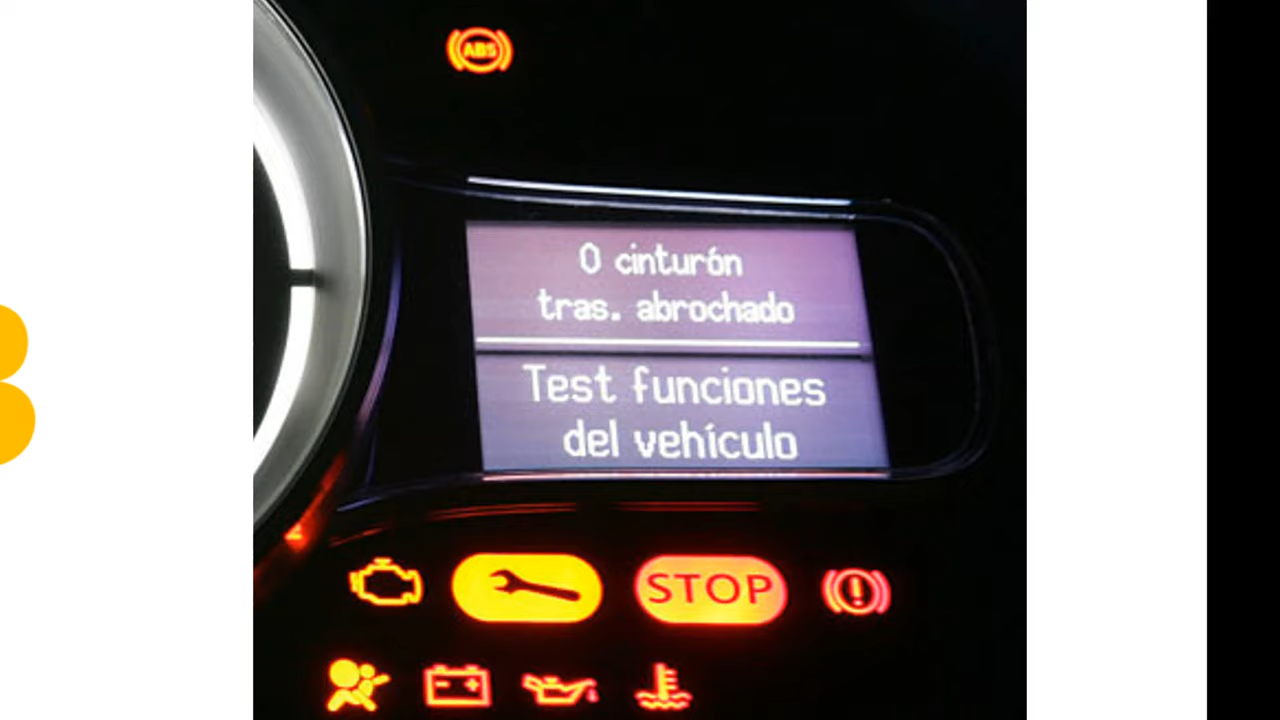 ABS
0 cinturón
tras. abrochado
Test funciones
del vehículo
STOP